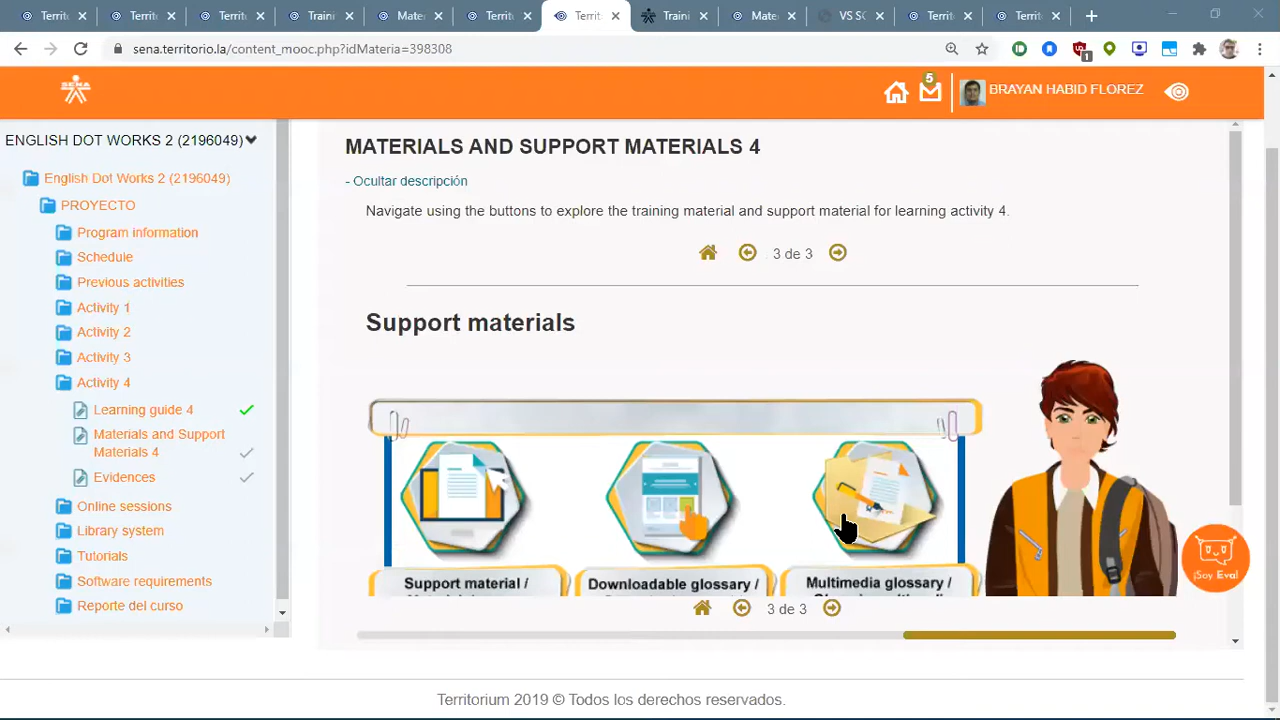 Territ
Territ
Territ
Traini
Mater
Territ
Territ
Traini
Mate
VS SC
Territ
Territ
sena.territorio.la/content_mooc.php?idMateria=398308
1
SENA
5
BRAYAN HABID FLOREZ
ENGLISH DOT WORKS 2 (2196049)
English Dot Works 2 (2196049)
PROYECTO
Program information
Schedule
Previous activities
Activity 1
Activity 2
Activity 3
Activity 4
Learning guide 4
Materials and Support
Materials 4
Evidences
Online sessions
Library system
Tutorials
Software requirements
Reporte del curso
MATERIALS AND SUPPORT MATERIALS 4
- Ocultar descripción
Navigate using the buttons to explore the training material and support material for learning activity 4.
3 de 3
Support materials
Support material /
Downloadable glossary /
Multimedia glossary /
3 de 3
¡Soy Eva!
Territorium 2019 © Todos los derechos reservados.